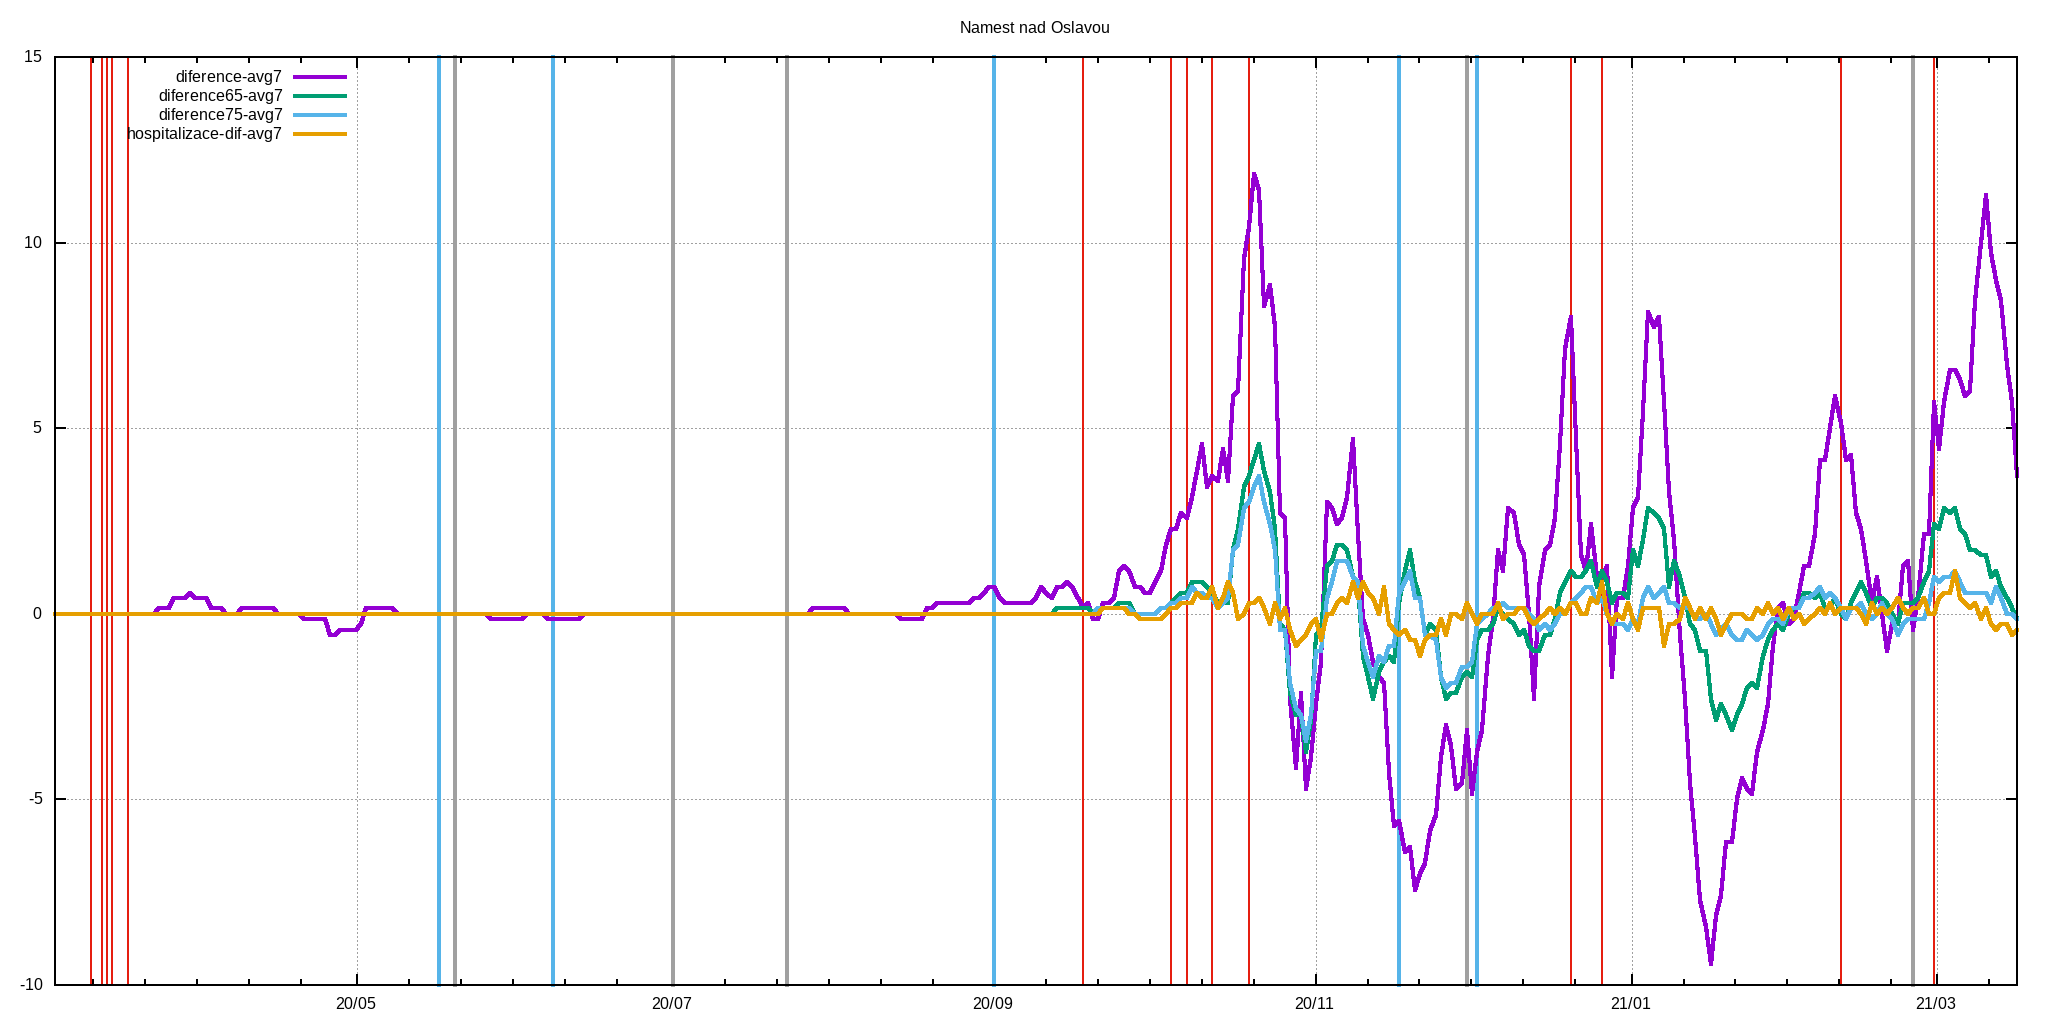 Namest nad Oslavou
15
10
5
0
-5
-10
diference-avg7
diference65-avg7
diference75-avg7
hospitalizace-dif-avg7
20/05
20/07
20/09
20/11
21/01
21/03